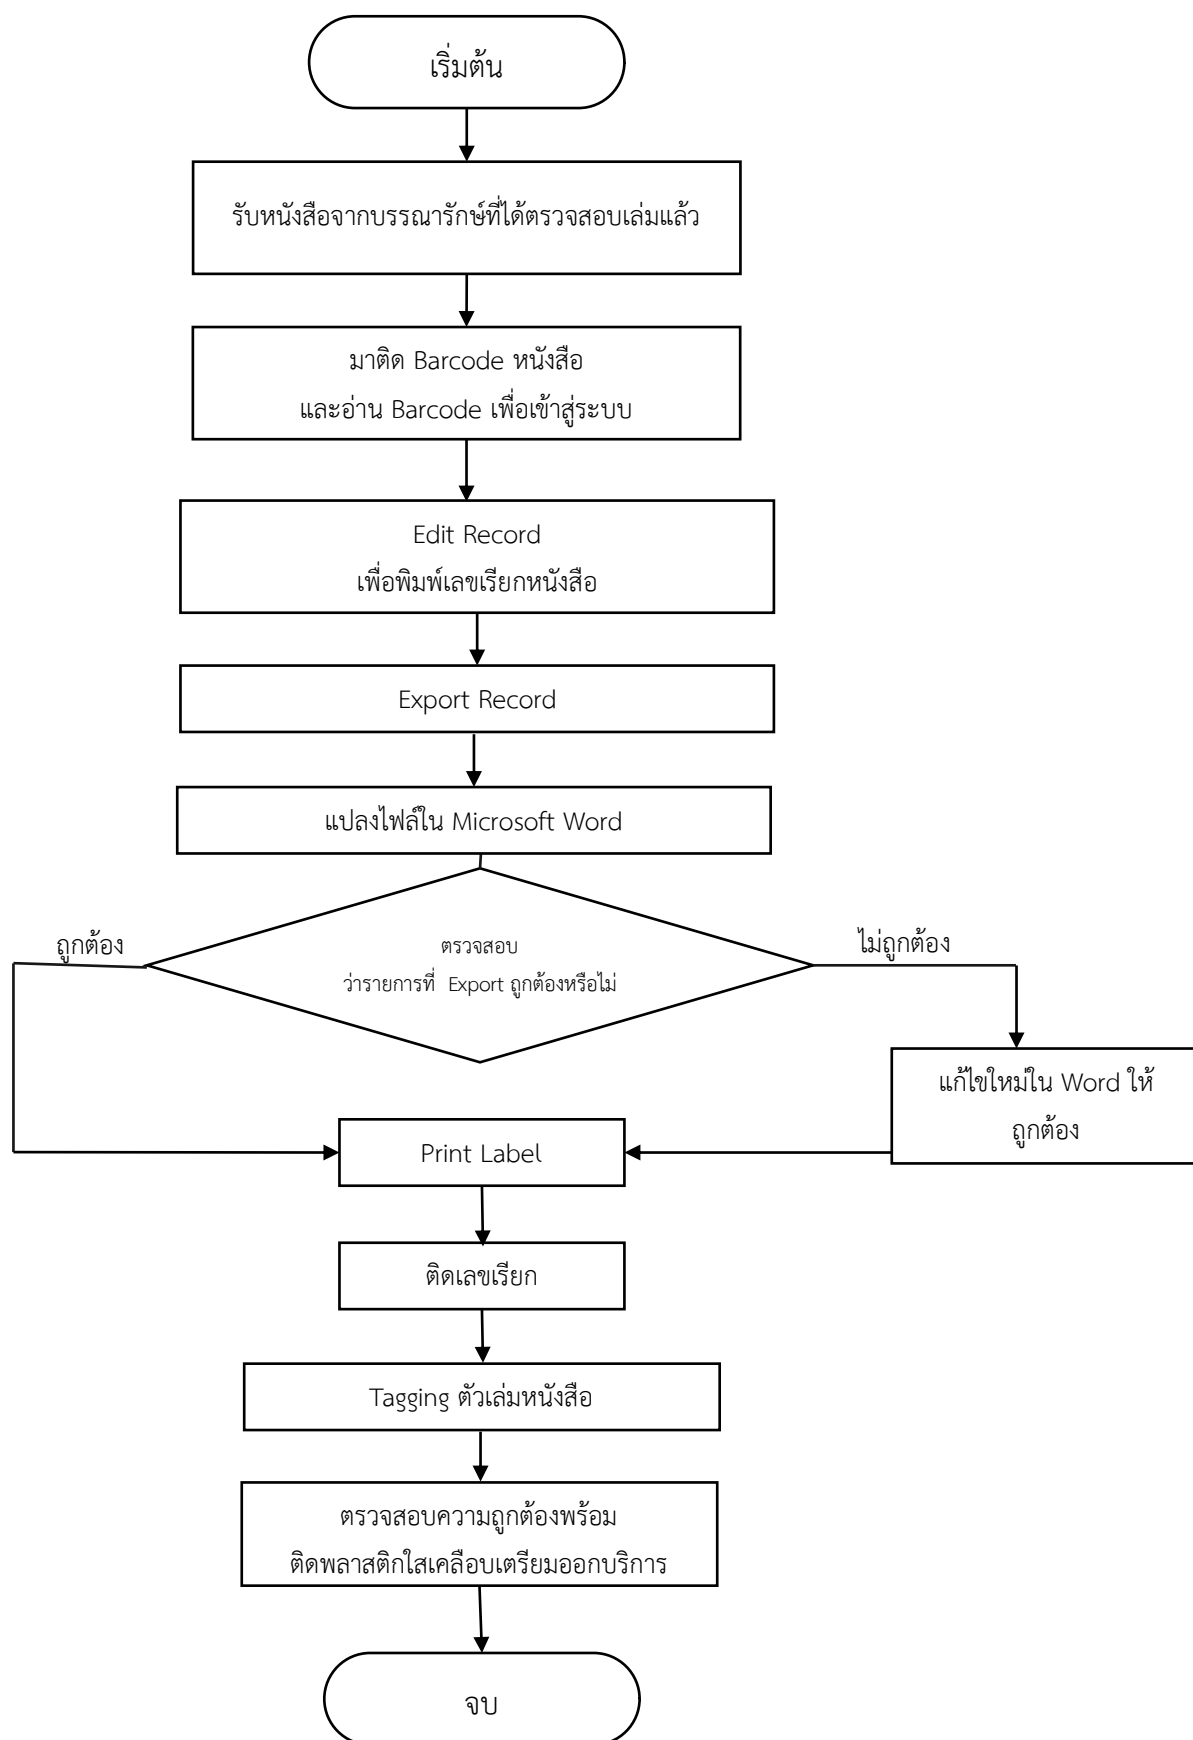 เริ่มต้น
รับหนังสือจากบรรณารักษ์ที่ได้ตรวจสอบเล่มแล้ว
มาติด Barcode หนังสือ
และอ่าน Barcode เพื่อเข้าสู่ระบบ
Edit Record
เพื่อพิมพ์เลขเรียกหนังสือ
Export Record
แปลงไฟล์ใน Microsoft Word
ถูกต้อง
ตรวจสอบ
ว่ารายการที่ Export ถูกต้องหรือไม่
ไม่ถูกต้อง
แก้ไขใหม่ใน Word ให้
ถูกต้อง
Print Label
ติดเลขเรียก
Tagging ตัวเล่มหนังสือ
ตรวจสอบความถูกต้องพร้อม
ติดพลาสติกใสเคลือบเตรียมออกบริการ
จบ